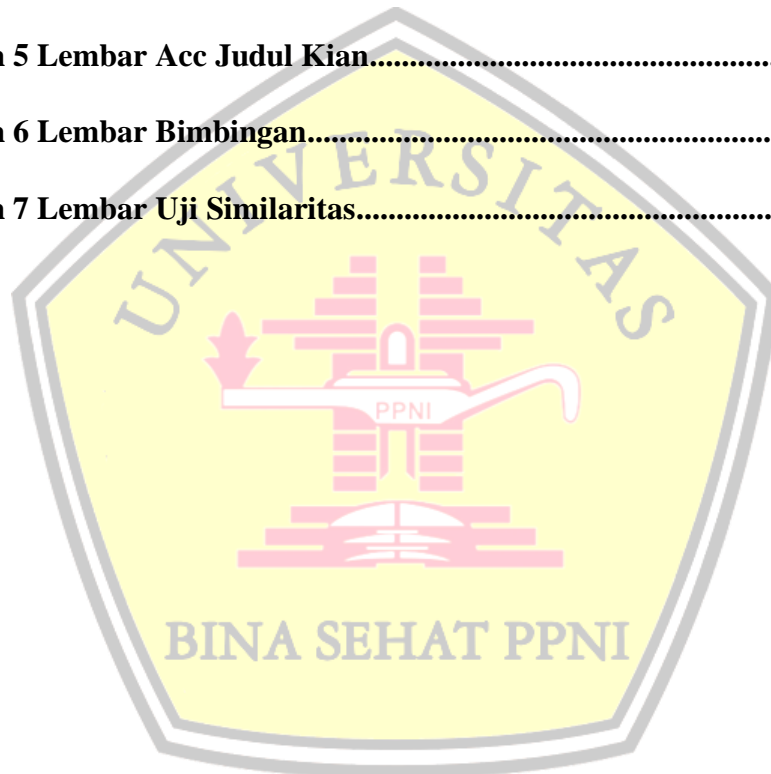 n 5 Lembar Acc Judul Kian....................................................
n 6 Lembar Bimbingan............................................................
n 7 Lembar Uji Similaritas......................................................
UNIVERSITAS
PPNI
BINA SEHAT PPNI